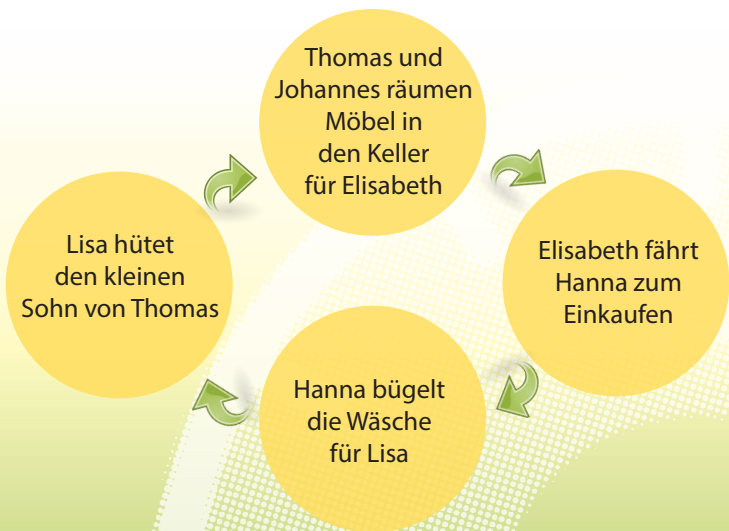 Thomas und
Johannes räumen
Möbel in
den Keller
für Elisabeth
Elisabeth fährt
Hanna zum
Einkaufen
Hanna bügelt
die Wäsche
für Lisa
Lisa hütet
den kleinen
Sohn von Thomas